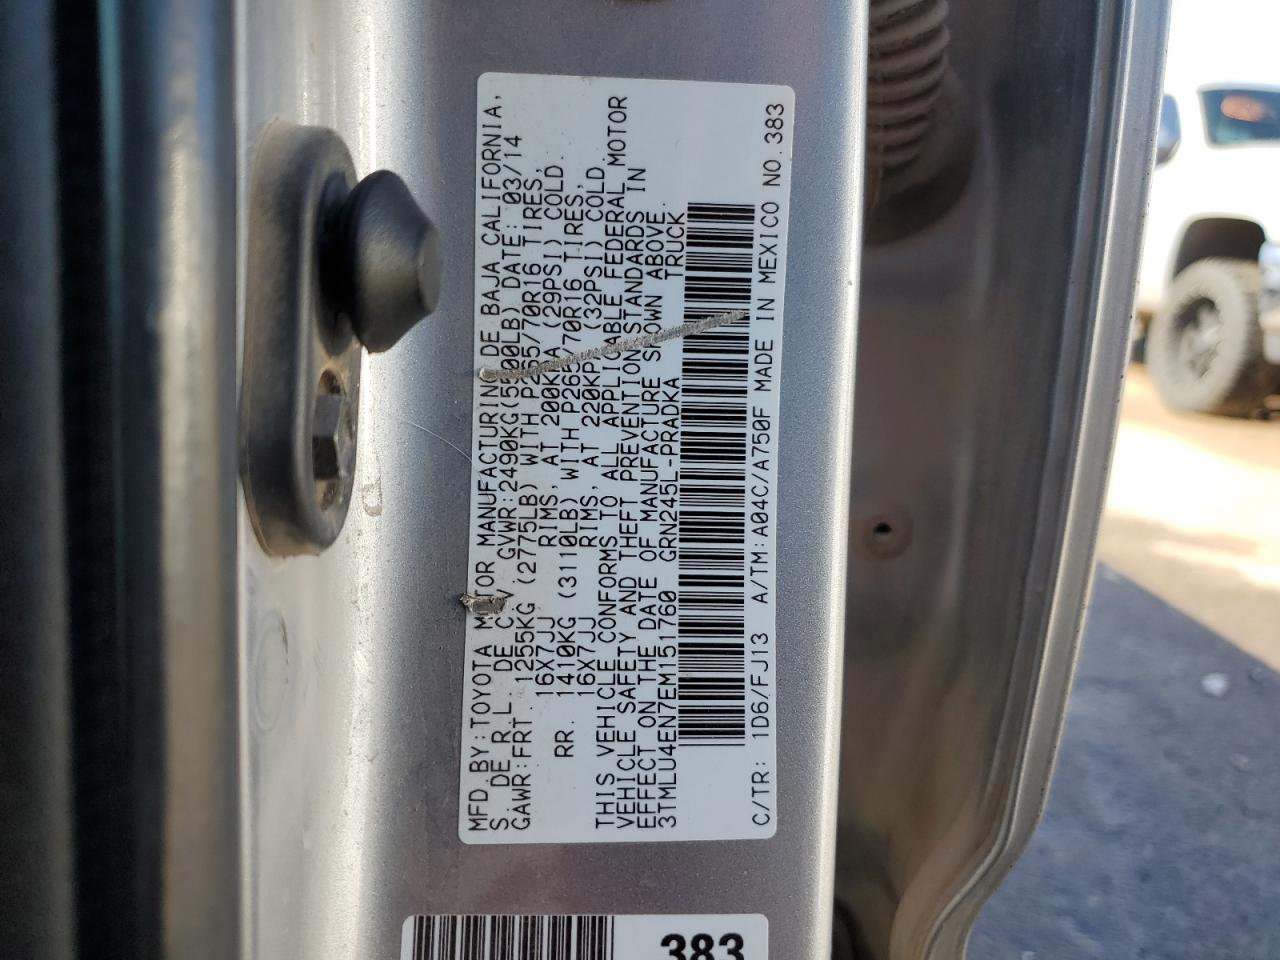 MFD.BY:TOYOTA MOTOR MANUFACTURING DE BAJA CALIFORNIA,
S. DE R.L. DE C.V. GVWR:2490KG(5500LB) DATE: 03/14
GAWR:FRT. 1255KG (2775LB) WITH P265/70R16 TIRES,
16X7JJ RIMS, AT 200KPA (29PSI) COLD.
RR. 1410KG (3110LB) WITH P265/70R16 TIRES,
16X7JJ RIMS, AT 220KPA (32PSI) COLD.
THIS VEHICLE CONFORMS TO ALL APPLICABLE FEDERAL MOTOR
VEHICLE SAFETY AND THEFT PREVENTION STANDARDS IN
EFFECT ON THE DATE OF MANUFACTURE SHOWN ABOVE.
3TMLU4EN7EM151760 GRN245L-PRADKA TRUCK
C/TR: 1D6/FJ13 A/TM:A04C/A750F MADE IN MEXICO NO.383
383